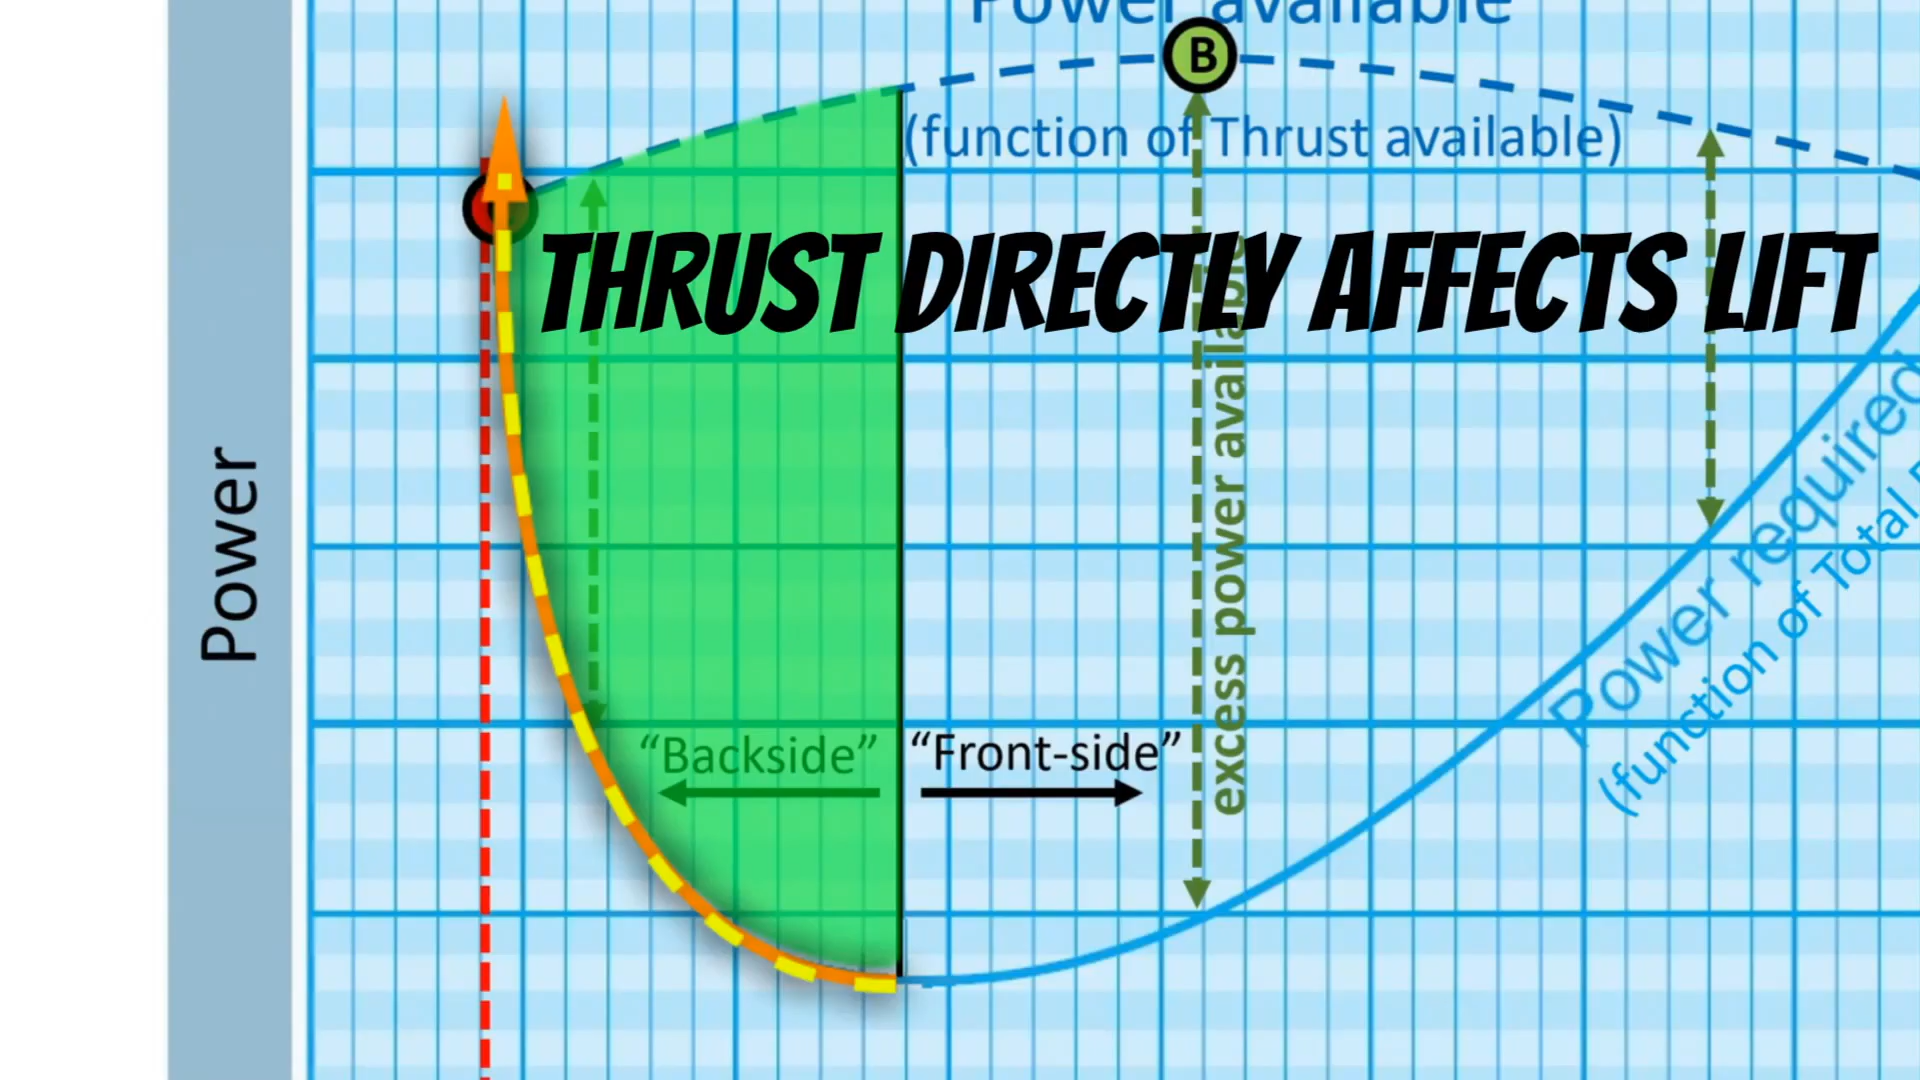 Power available
B
(function of Thrust available)
THRUST DIRECTLY AFFECTS LIFT
excess power available
Power
Power required
(function of Total
“Backside”
“Front-side”